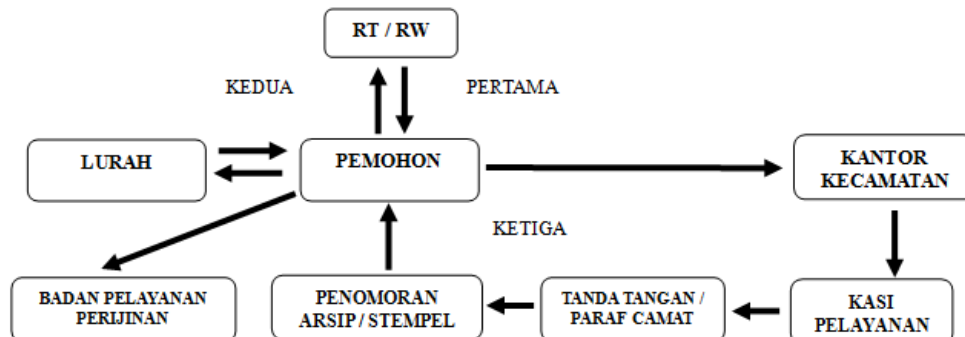 RT / RW
KEDUA
PERTAMA
LURAH
PEMOHON
KANTOR
KECAMATAN
KETIGA
BADAN PELAYANAN
PERIJINAN
PENOMORAN
ARSIP / STEMPEL
TANDA TANGAN /
PARAF CAMAT
KASI
PELAYANAN